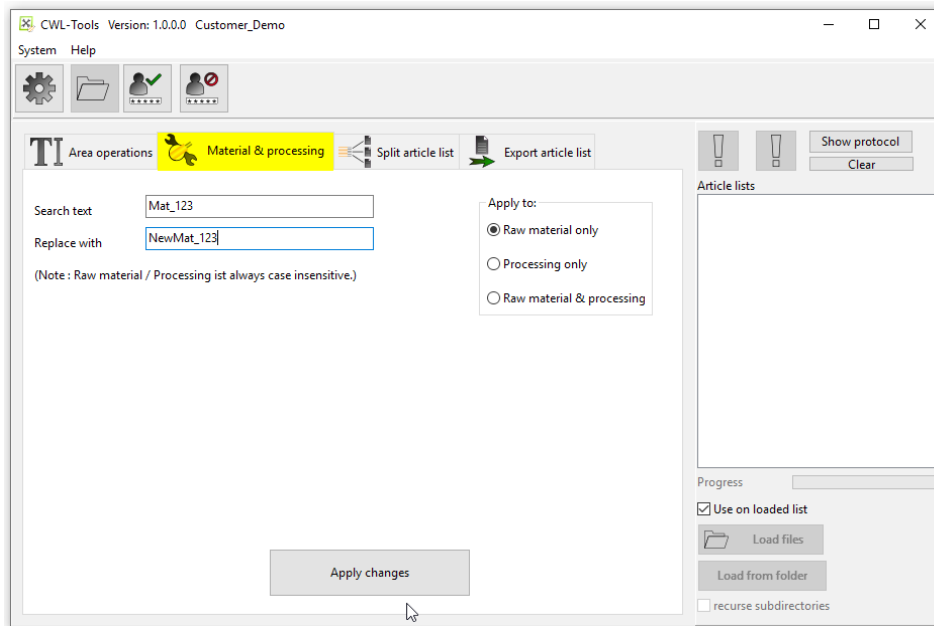 CWL-Tools Version: 1.0.0.0 Customer_Demo
System Help
Area operations
Material & processing
Split article list
Export article list
Show protocol
Clear
Article lists
Search text
Mat_123
Replace with
NewMat_123
(Note : Raw material / Processing ist always case insensitive.)
Apply to:
Raw material only
Processing only
Raw material & processing
Apply changes
Progress
Use on loaded list
Load files
Load from folder
recurse subdirectories